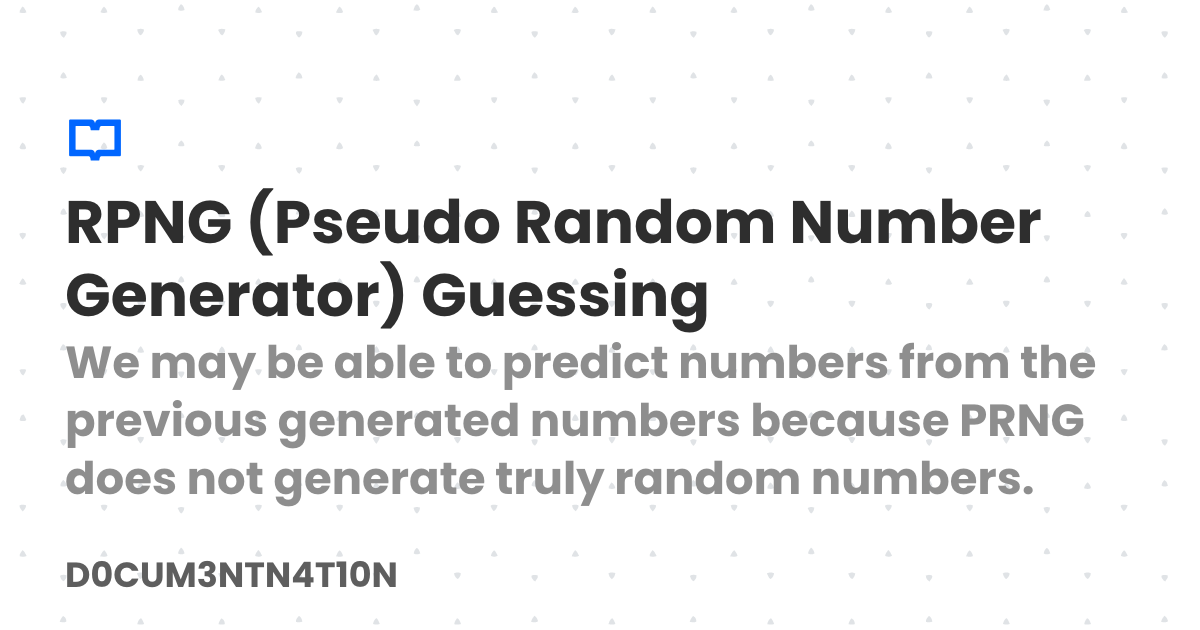 RPNG (Pseudo Random Number
Generator) Guessing
We may be able to predict numbers from the
previous generated numbers because PRNG
does not generate truly random numbers.
D0CUM3NTN4T10N